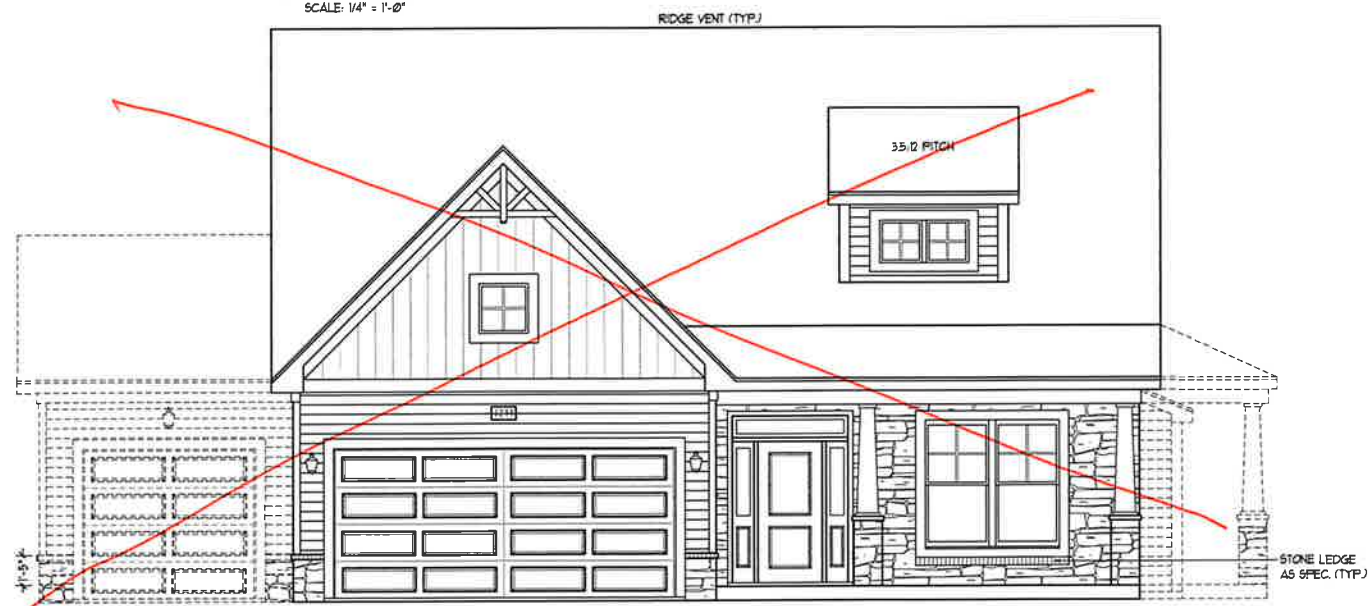 SCALE: 1/4" = 1'-0"
RIDGE VENT (TYP.)
3.5:12 PITCH
STONE LEDGE
AS SPEC. (TYP.)